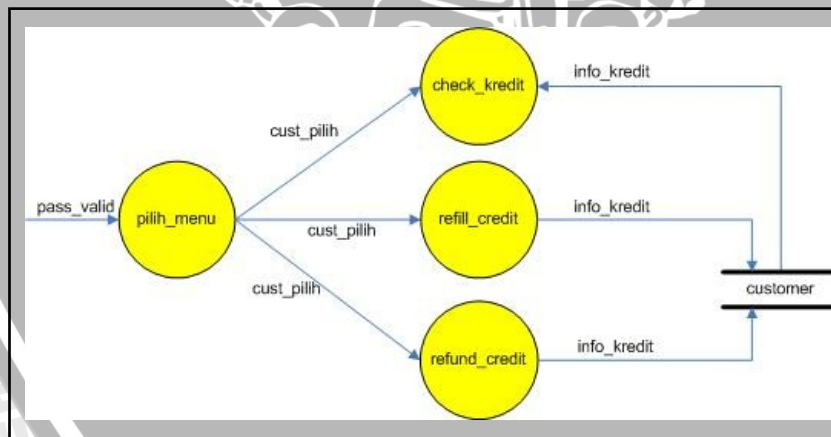 check_kredit
info_kredit
cust_pilih
pass_valid
pilih_menu
cust_pilih
refill_credit
info_kredit
cust_pilih
customer
refund_credit
info_kredit